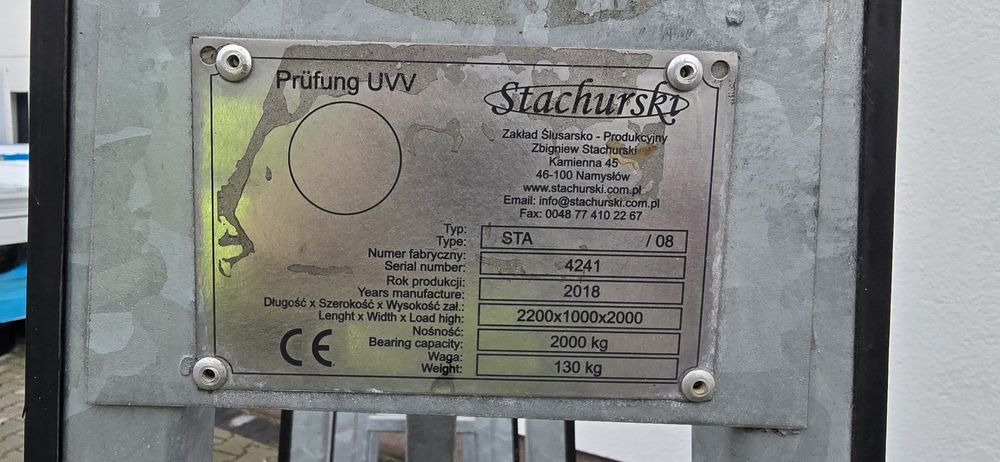 Prüfung UVV
Stachurski
Zakład Ślusarsko - Produkcyjny
Zbigniew Stachurski
Kamienna 45
46-100 Namysłów
www.stachurski.com.pl
Email: info@stachurski.com.pl
Fax: 0048 77 410 22 67
Typ:
Type: STA / 08
Numer fabryczny:
Serial number: 4241
Rok produkcji:
Years manufacture: 2018
Długość x Szerokość x Wysokość zał.:
Lenght x Width x Load high: 2200x1000x2000
Nośność:
Bearing capacity: 2000 kg
Waga:
Weight: 130 kg
CE